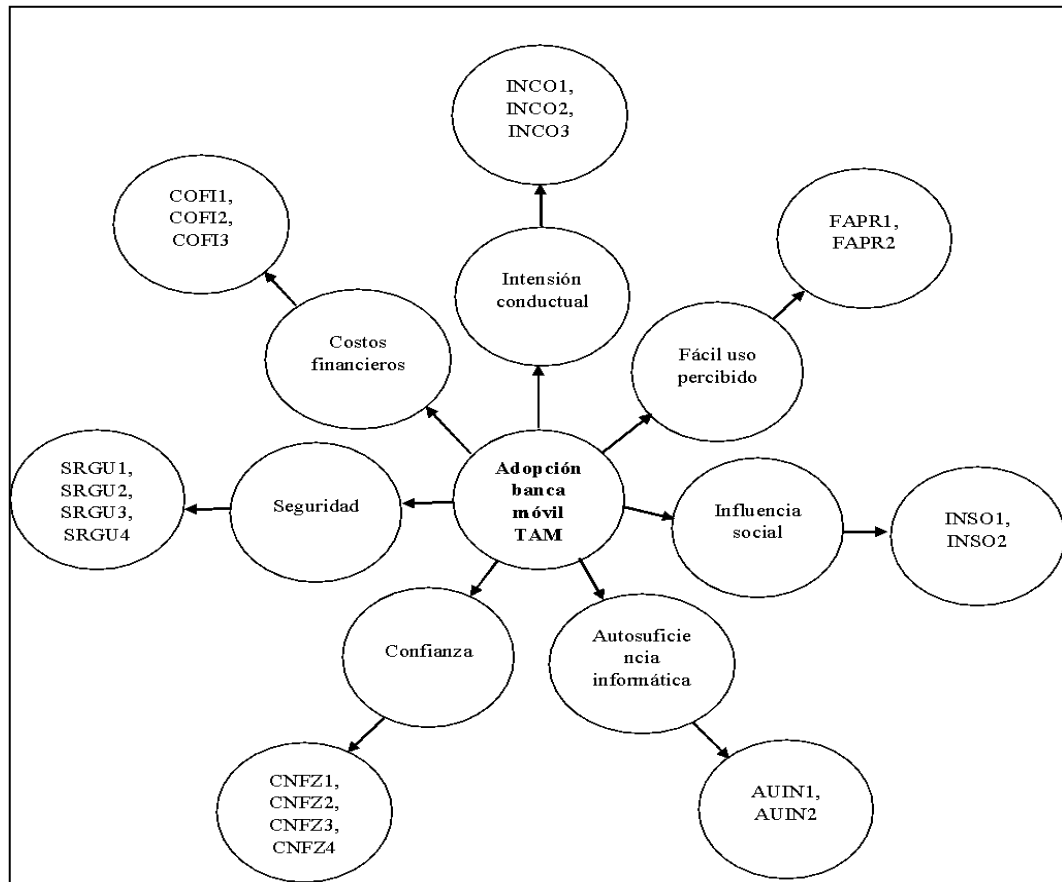 INCO1,
INCO2,
INCO3
COFI1,
COFI2,
COFI3
FAPR1,
FAPR2
Intensión
conductual
Costos
financieros
Fácil uso
percibido
SRGU1,
SRGU2,
SRGU3,
SRGU4
Seguridad
Adopción
banca
móvil
TAM
Influencia
social
INSO1,
INSO2
Confianza
Autosuficie
ncia
informática
CNFZ1,
CNFZ2,
CNFZ3,
CNFZ4
AUIN1,
AUIN2